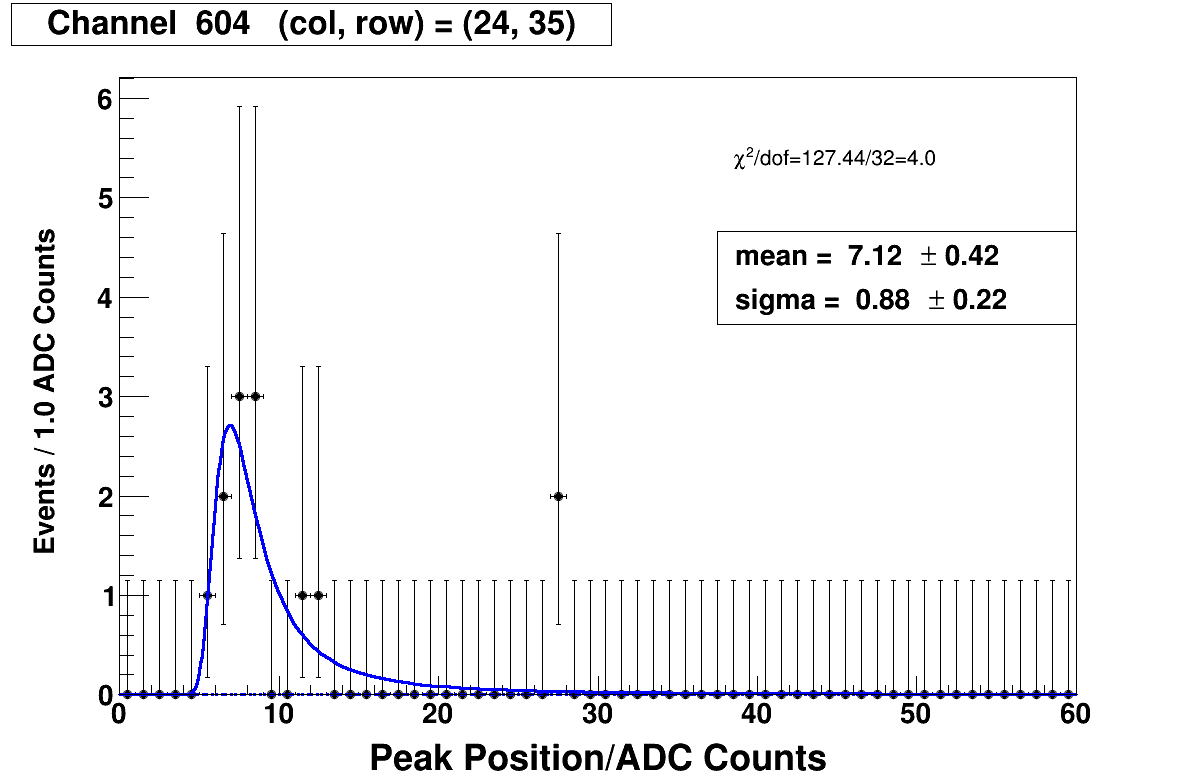 Channel 604 (col, row) = (24, 35)
χ²/dof=127.44/32=4.0
mean = 7.12 ± 0.42
sigma = 0.88 ± 0.22
Events / 1.0 ADC Counts
6
5
4
3
2
1
0
0 10 20 30 40 50 60
Peak Position/ADC Counts